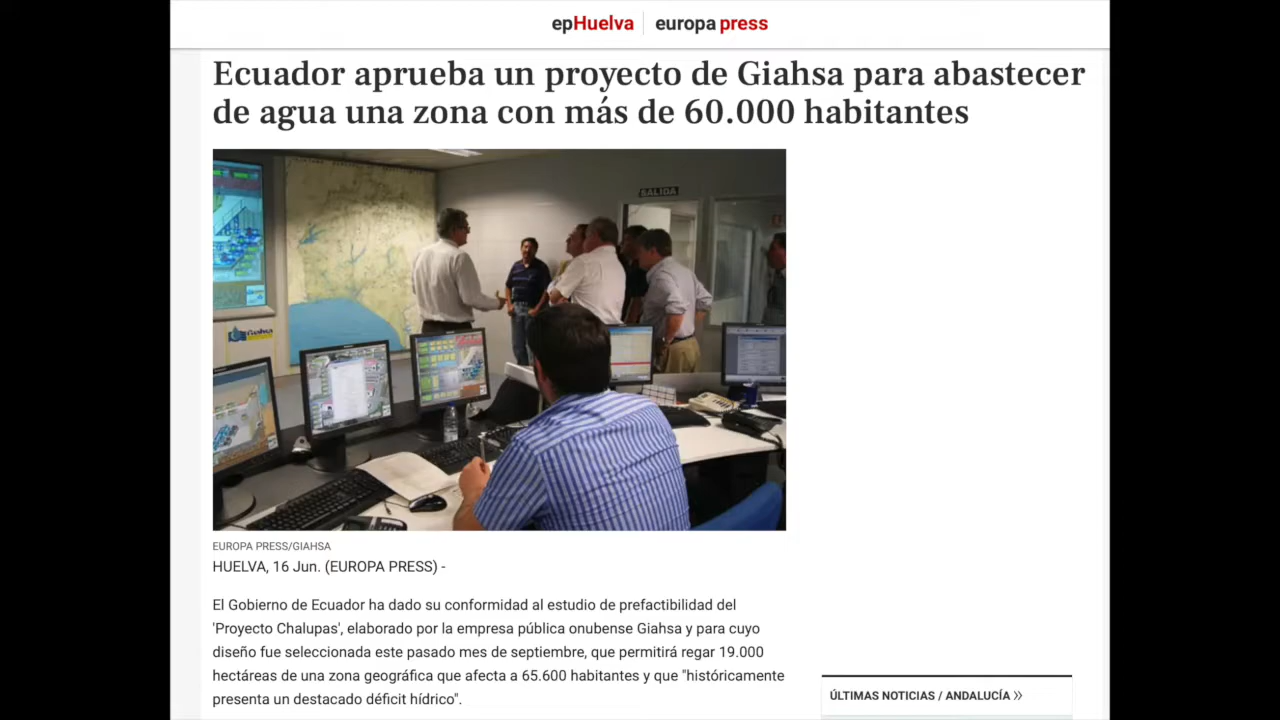 epHuelva europa press
Ecuador aprueba un proyecto de Giahsa para abastecer
de agua una zona con más de 60.000 habitantes
SALIDA
Giahsa
EUROPA PRESS/GIAHSA
HUELVA, 16 Jun. (EUROPA PRESS) -
El Gobierno de Ecuador ha dado su conformidad al estudio de prefactibilidad del
'Proyecto Chalupas', elaborado por la empresa pública onubense Giahsa y para cuyo
diseño fue seleccionada este pasado mes de septiembre, que permitirá regar 19.000
hectáreas de una zona geográfica que afecta a 65.600 habitantes y que "históricamente
presenta un destacado déficit hídrico".
ÚLTIMAS NOTICIAS / ANDALUCÍA »